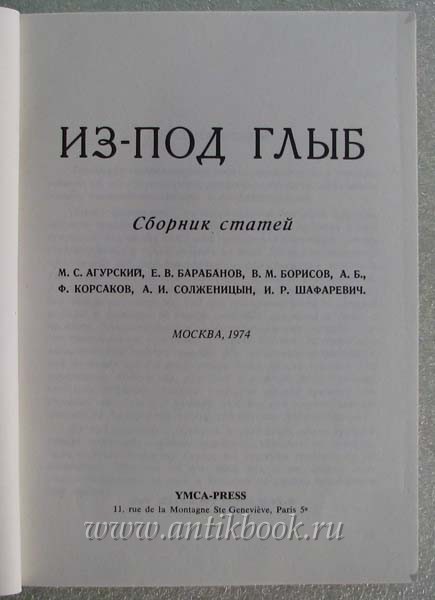 ИЗ-ПОД ГЛЫБ
Сборник статей
М. С. АГУРСКИЙ, Е. В. БАРАБАНОВ, В. М. БОРИСОВ, А. Б.,
Ф. КОРСАКОВ, А. И. СОЛЖЕНИЦЫН, И. Р. ШАФАРЕВИЧ.
МОСКВА, 1974
YMCA-PRESS
11, rue de la Montagne Ste Geneviève, Paris 5e
www.antikbook.ru